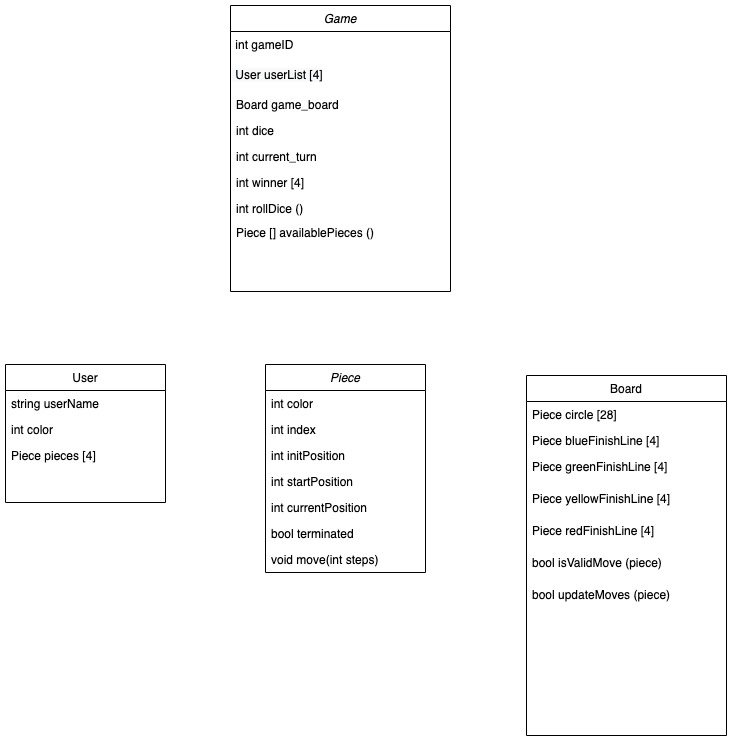 Game
int gameID
User userList [4]
Board game_board
int dice
int current_turn
int winner [4]
int rollDice ()
Piece [] availablePieces ()
User
string userName
int color
Piece pieces [4]
Piece
int color
int index
int initPosition
int startPosition
int currentPosition
bool terminated
void move(int steps)
Board
Piece circle [28]
Piece blueFinishLine [4]
Piece greenFinishLine [4]
Piece yellowFinishLine [4]
Piece redFinishLine [4]
bool isValidMove (piece)
bool updateMoves (piece)